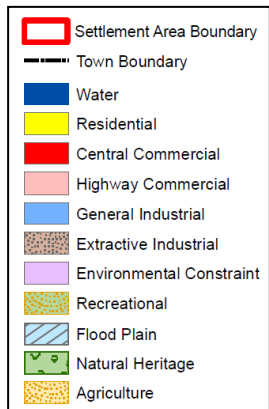 Settlement Area Boundary
Town Boundary
Water
Residential
Central Commercial
Highway Commercial
General Industrial
Extractive Industrial
Environmental Constraint
Recreational
Flood Plain
Natural Heritage
Agriculture